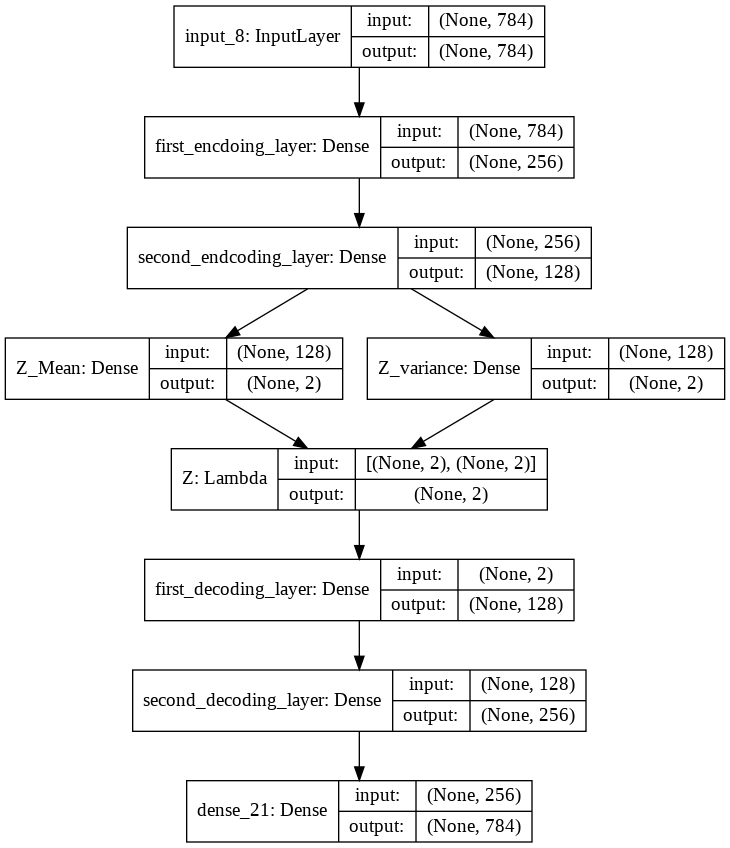 input_8: InputLayer
input: (None, 784)
output: (None, 784)
first_encdoing_layer: Dense
input: (None, 784)
output: (None, 256)
second_endcoding_layer: Dense
input: (None, 256)
output: (None, 128)
Z_Mean: Dense
input: (None, 128)
output: (None, 2)
Z_variance: Dense
input: (None, 128)
output: (None, 2)
Z: Lambda
input: [(None, 2), (None, 2)]
output: (None, 2)
first_decoding_layer: Dense
input: (None, 2)
output: (None, 128)
second_decoding_layer: Dense
input: (None, 128)
output: (None, 256)
dense_21: Dense
input: (None, 256)
output: (None, 784)